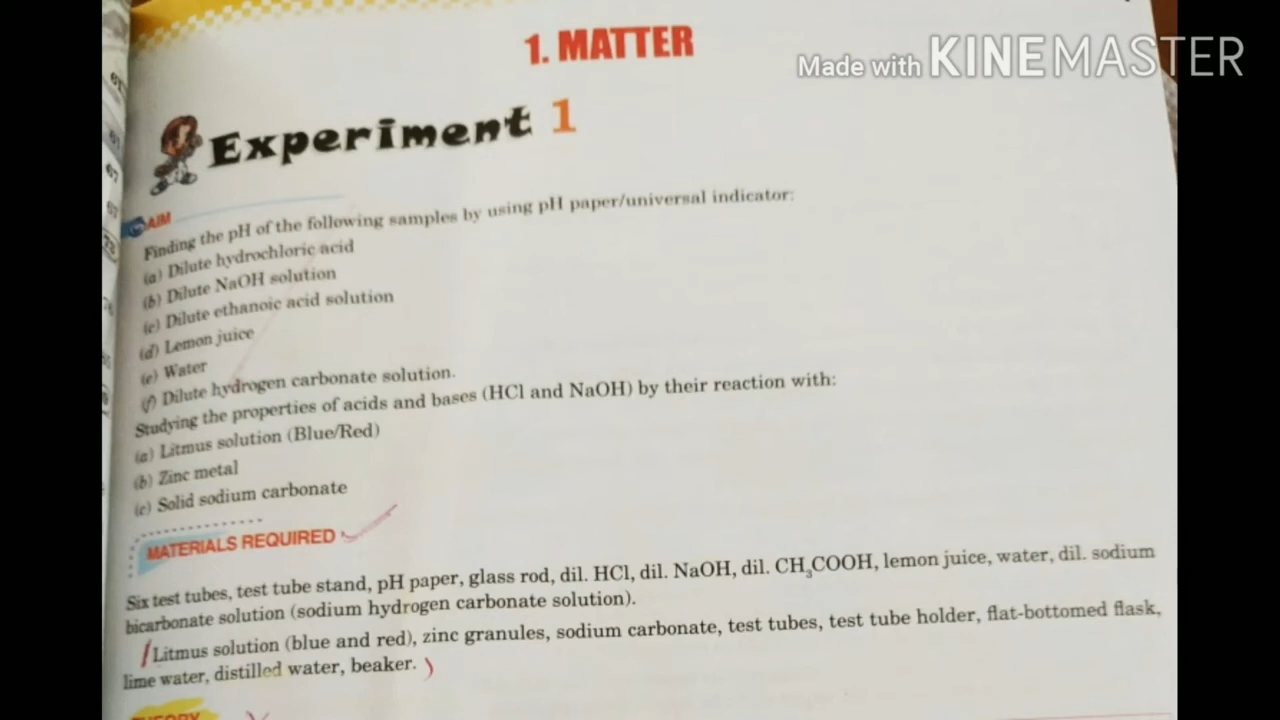 1. MATTER
Made with KINEMASTER
Experiment 1
AIM
Finding the pH of the following samples by using pH paper/universal indicator:
(a) Dilute hydrochloric acid
(b) Dilute NaOH solution
(c) Dilute ethanoic acid solution
(d) Lemon juice
(e) Water
(f) Dilute hydrogen carbonate solution.
Studying the properties of acids and bases (HCl and NaOH) by their reaction with:
(a) Litmus solution (Blue/Red)
(b) Zinc metal
(c) Solid sodium carbonate
MATERIALS REQUIRED
Six test tubes, test tube stand, pH paper, glass rod, dil. HCl, dil. NaOH, dil. CH₃COOH, lemon juice, water, dil. sodium
bicarbonate solution (sodium hydrogen carbonate solution).
Litmus solution (blue and red), zinc granules, sodium carbonate, test tubes, test tube holder, flat-bottomed flask,
lime water, distilled water, beaker.
THEORY